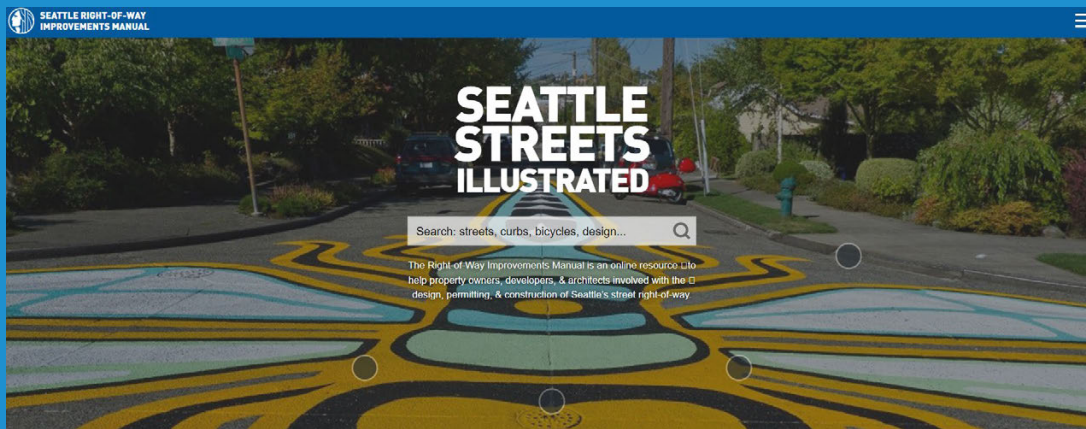 SEATTLE RIGHT-OF-WAY
IMPROVEMENTS MANUAL
SEATTLE
STREETS
ILLUSTRATED
Search: streets, curbs, bicycles, design...
The Right-of-Way Improvements Manual is an online resource □to
help property owners, developers, & architects involved with the □
design, permitting, & construction of Seattle's street right-of-way